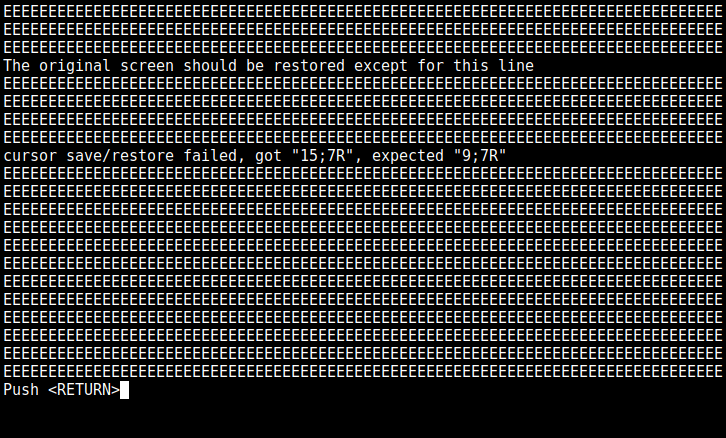 EEEEEEEEEEEEEEEEEEEEEEEEEEEEEEEEEEEEEEEEEEEEEEEEEEEEEEEEEEEEEEEEEEEEEEEEEEEEEEEE
EEEEEEEEEEEEEEEEEEEEEEEEEEEEEEEEEEEEEEEEEEEEEEEEEEEEEEEEEEEEEEEEEEEEEEEEEEEEEEEE
EEEEEEEEEEEEEEEEEEEEEEEEEEEEEEEEEEEEEEEEEEEEEEEEEEEEEEEEEEEEEEEEEEEEEEEEEEEEEEEE
The original screen should be restored except for this line
EEEEEEEEEEEEEEEEEEEEEEEEEEEEEEEEEEEEEEEEEEEEEEEEEEEEEEEEEEEEEEEEEEEEEEEEEEEEEEEE
EEEEEEEEEEEEEEEEEEEEEEEEEEEEEEEEEEEEEEEEEEEEEEEEEEEEEEEEEEEEEEEEEEEEEEEEEEEEEEEE
EEEEEEEEEEEEEEEEEEEEEEEEEEEEEEEEEEEEEEEEEEEEEEEEEEEEEEEEEEEEEEEEEEEEEEEEEEEEEEEE
EEEEEEEEEEEEEEEEEEEEEEEEEEEEEEEEEEEEEEEEEEEEEEEEEEEEEEEEEEEEEEEEEEEEEEEEEEEEEEEE
cursor save/restore failed, got "15;7R", expected "9;7R"
EEEEEEEEEEEEEEEEEEEEEEEEEEEEEEEEEEEEEEEEEEEEEEEEEEEEEEEEEEEEEEEEEEEEEEEEEEEEEEEE
EEEEEEEEEEEEEEEEEEEEEEEEEEEEEEEEEEEEEEEEEEEEEEEEEEEEEEEEEEEEEEEEEEEEEEEEEEEEEEEE
EEEEEEEEEEEEEEEEEEEEEEEEEEEEEEEEEEEEEEEEEEEEEEEEEEEEEEEEEEEEEEEEEEEEEEEEEEEEEEEE
EEEEEEEEEEEEEEEEEEEEEEEEEEEEEEEEEEEEEEEEEEEEEEEEEEEEEEEEEEEEEEEEEEEEEEEEEEEEEEEE
EEEEEEEEEEEEEEEEEEEEEEEEEEEEEEEEEEEEEEEEEEEEEEEEEEEEEEEEEEEEEEEEEEEEEEEEEEEEEEEE
EEEEEEEEEEEEEEEEEEEEEEEEEEEEEEEEEEEEEEEEEEEEEEEEEEEEEEEEEEEEEEEEEEEEEEEEEEEEEEEE
EEEEEEEEEEEEEEEEEEEEEEEEEEEEEEEEEEEEEEEEEEEEEEEEEEEEEEEEEEEEEEEEEEEEEEEEEEEEEEEE
EEEEEEEEEEEEEEEEEEEEEEEEEEEEEEEEEEEEEEEEEEEEEEEEEEEEEEEEEEEEEEEEEEEEEEEEEEEEEEEE
EEEEEEEEEEEEEEEEEEEEEEEEEEEEEEEEEEEEEEEEEEEEEEEEEEEEEEEEEEEEEEEEEEEEEEEEEEEEEEEE
EEEEEEEEEEEEEEEEEEEEEEEEEEEEEEEEEEEEEEEEEEEEEEEEEEEEEEEEEEEEEEEEEEEEEEEEEEEEEEEE
EEEEEEEEEEEEEEEEEEEEEEEEEEEEEEEEEEEEEEEEEEEEEEEEEEEEEEEEEEEEEEEEEEEEEEEEEEEEEEEE
EEEEEEEEEEEEEEEEEEEEEEEEEEEEEEEEEEEEEEEEEEEEEEEEEEEEEEEEEEEEEEEEEEEEEEEEEEEEEEEE
Push <RETURN>